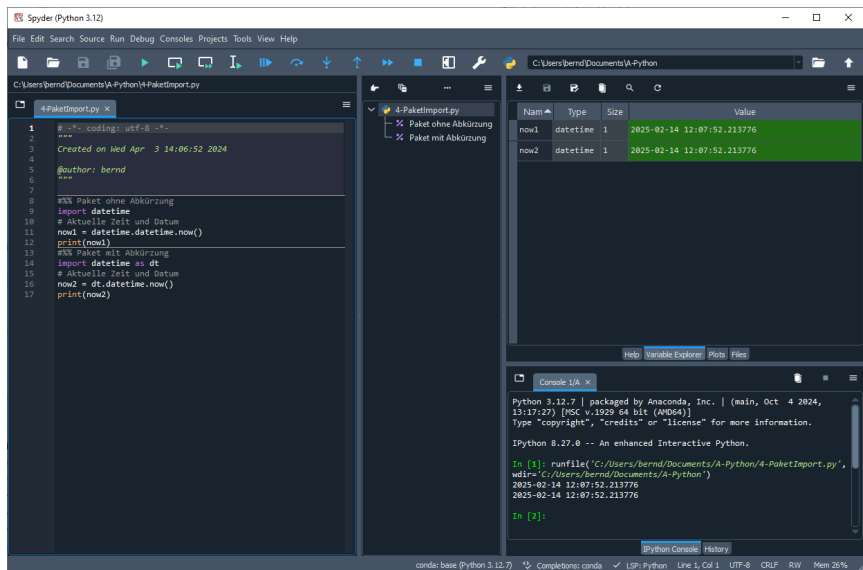 Spyder (Python 3.12)
File Edit Search Source Run Debug Consoles Projects Tools View Help
C:\Users\bernd\Documents\A-Python
C:\Users\bernd\Documents\A-Python\4-PaketImport.py
4-PaketImport.py
1 # -*- coding: utf-8 -*-
2 """
3 Created on Wed Apr  3 14:06:52 2024
4
5 @author: bernd
6 """
7
8 #%% Paket ohne Abkürzung
9 import datetime
10 # Aktuelle Zeit und Datum
11 now1 = datetime.datetime.now()
12 print(now1)
13 #%% Paket mit Abkürzung
14 import datetime as dt
15 # Aktuelle Zeit und Datum
16 now2 = dt.datetime.now()
17 print(now2)
4-PaketImport.py
Paket ohne Abkürzung
Paket mit Abkürzung
Nam Type Size Value
now1 datetime 1 2025-02-14 12:07:52.213776
now2 datetime 1 2025-02-14 12:07:52.213776
Help Variable Explorer Plots Files
Console 1/A
Python 3.12.7 | packaged by Anaconda, Inc. | (main, Oct  4 2024,
13:17:27) [MSC v.1929 64 bit (AMD64)]
Type "copyright", "credits" or "license" for more information.
IPython 8.27.0 -- An enhanced Interactive Python.
In [1]: runfile('C:/Users/bernd/Documents/A-Python/4-PaketImport.py',
wdir='C:/Users/bernd/Documents/A-Python')
2025-02-14 12:07:52.213776
2025-02-14 12:07:52.213776
In [2]:
IPython Console History
conda: base (Python 3.12.7) Completions: conda LSP: Python Line 1, Col 1 UTF-8 CRLF RW Mem 26%